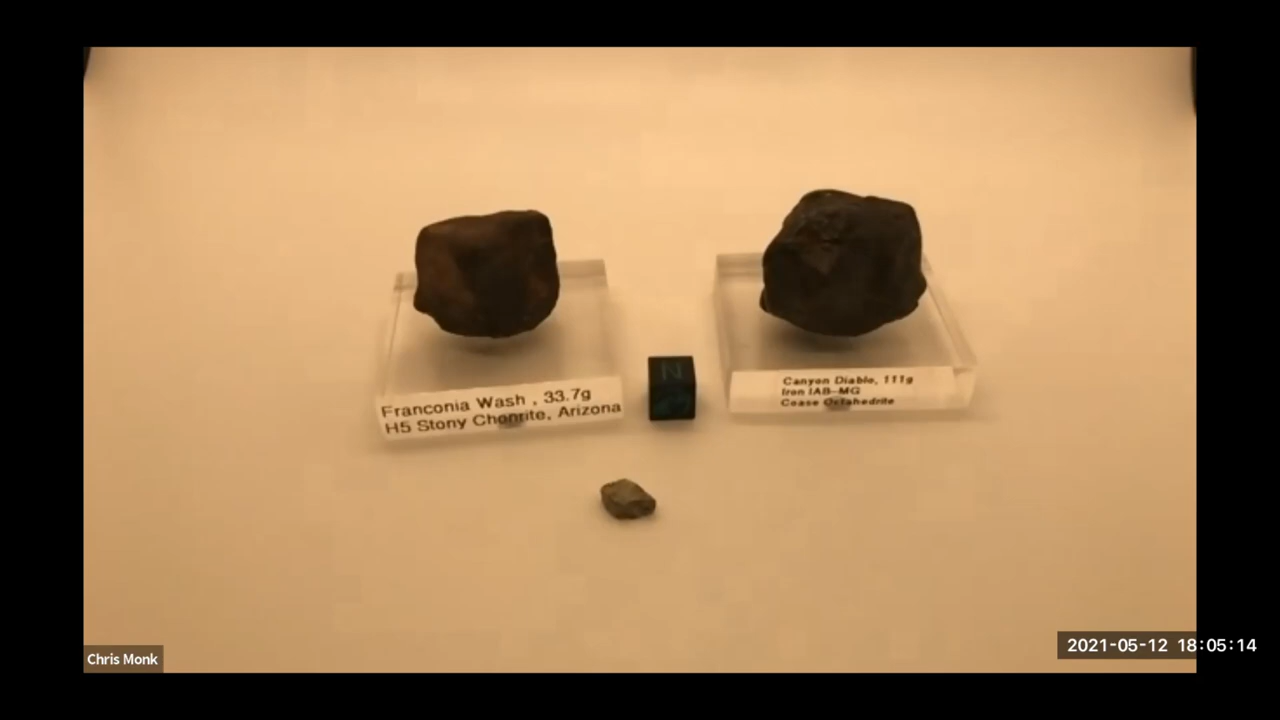 Franconia Wash , 33.7g
H5 Stony Chonrite, Arizona
Canyon Diablo, 111g
Iron IAB-MG
Coase Octahedrite
N
Chris Monk
2021-05-12 18:05:14